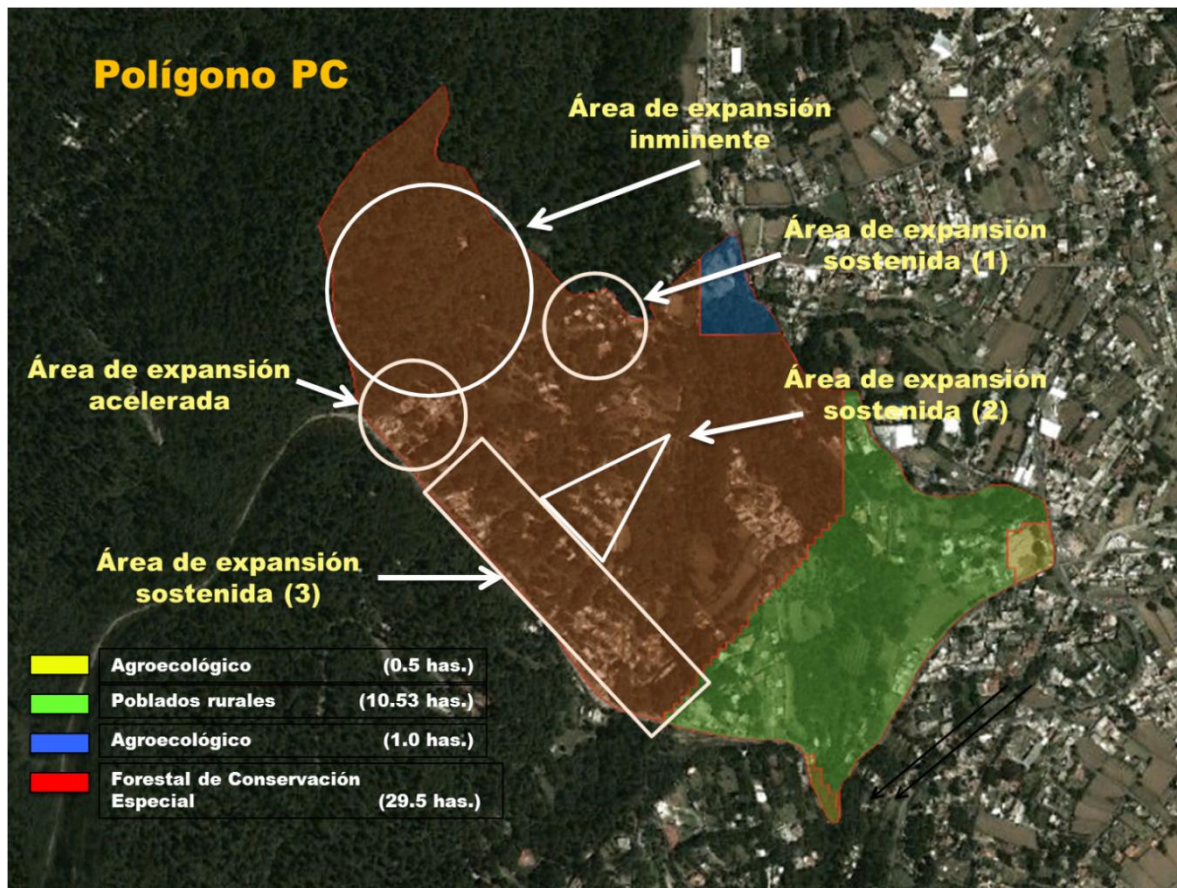 Polígono PC
Área de expansión
inminente
Área de expansión
sostenida (1)
Área de expansión
acelerada
Área de expansión
sostenida (2)
Área de expansión
sostenida (3)
Agroecológico (0.5 has.)
Poblados rurales (10.53 has.)
Agroecológico (1.0 has.)
Forestal de Conservación
Especial (29.5 has.)